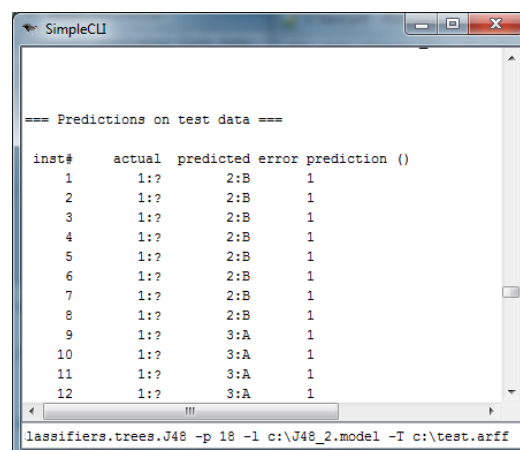 SimpleCLI
=== Predictions on test data ===
inst# actual predicted error prediction ()
1 1:? 2:B 1
2 1:? 2:B 1
3 1:? 2:B 1
4 1:? 2:B 1
5 1:? 2:B 1
6 1:? 2:B 1
7 1:? 2:B 1
8 1:? 2:B 1
9 1:? 3:A 1
10 1:? 3:A 1
11 1:? 3:A 1
12 1:? 3:A 1
lassifiers.trees.J48 -p 18 -l c:\J48_2.model -T c:\test.arff